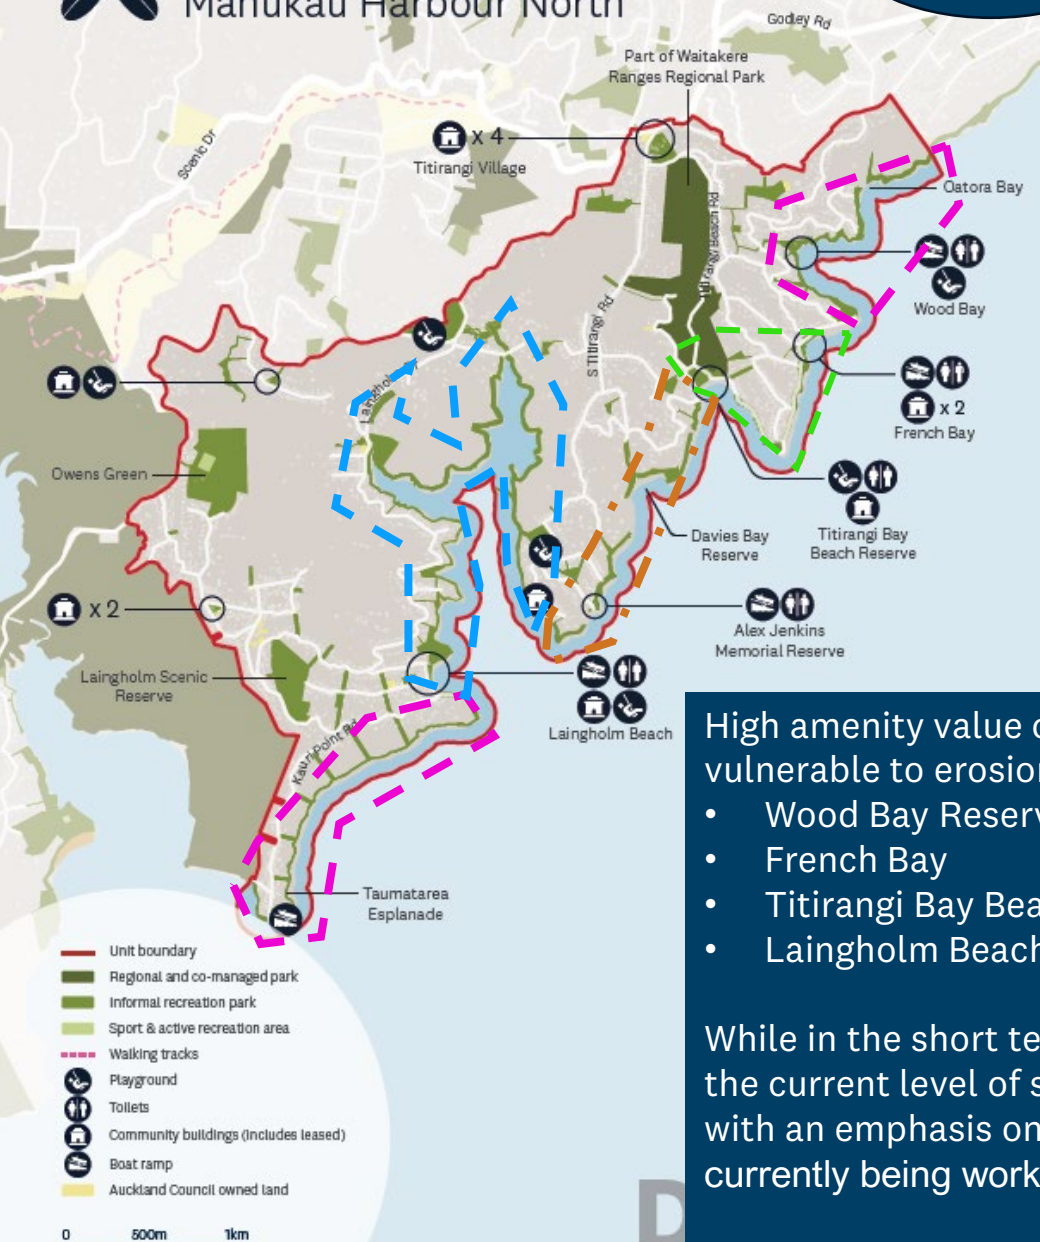 Manukau Harbour North
Godley Rd
Part of Waitakere
Ranges Regional Park
Scenic Dr
x 4
Titirangi Village
Titirangi Beach Rd
Oatora Bay
Wood Bay
S Titirangi Rd
x 2
French Bay
Owens Green
Davies Bay
Reserve
Titirangi Bay
Beach Reserve
x 2
Alex Jenkins
Memorial Reserve
Laingholm Scenic
Reserve
Laingholm Beach
Kauri Point Rd
Taumatarea
Esplanade
Unit boundary
Regional and co-managed park
Informal recreation park
Sport & active recreation area
Walking tracks
Playground
Toilets
Community buildings (includes leased)
Boat ramp
Auckland Council owned land
0 500m 1km
High amenity value
vulnerable to erosion
• Wood Bay Reserv
• French Bay
• Titirangi Bay Bea
• Laingholm Beach
While in the short te
the current level of s
with an emphasis on
currently being work
D